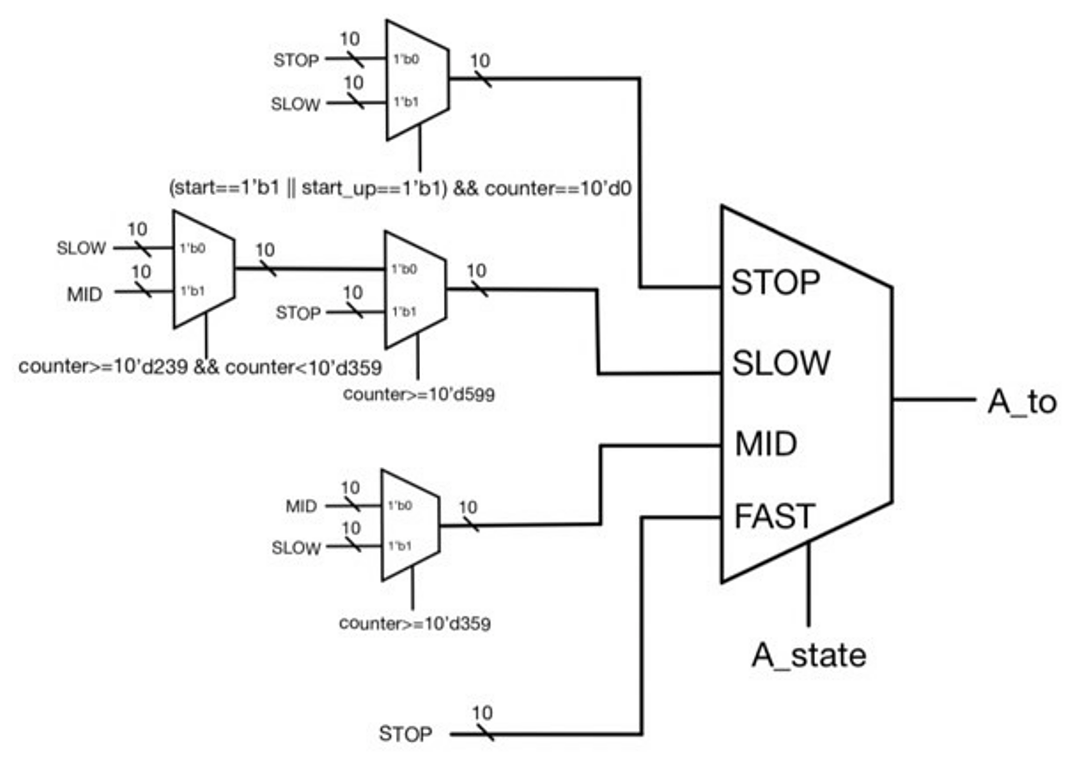 10
STOP
1'b0
10
10
SLOW
1'b1
(start==1'b1 || start_up==1'b1) && counter==10'd0
10
SLOW
1'b0
10
10
MID
1'b1
counter>=10'd239 && counter<10'd359
1'b0
10
10
STOP
1'b1
counter>=10'd599
10
MID
1'b0
10
10
SLOW
1'b1
counter>=10'd359
10
STOP
STOP
SLOW
MID
FAST
A_to
A_state